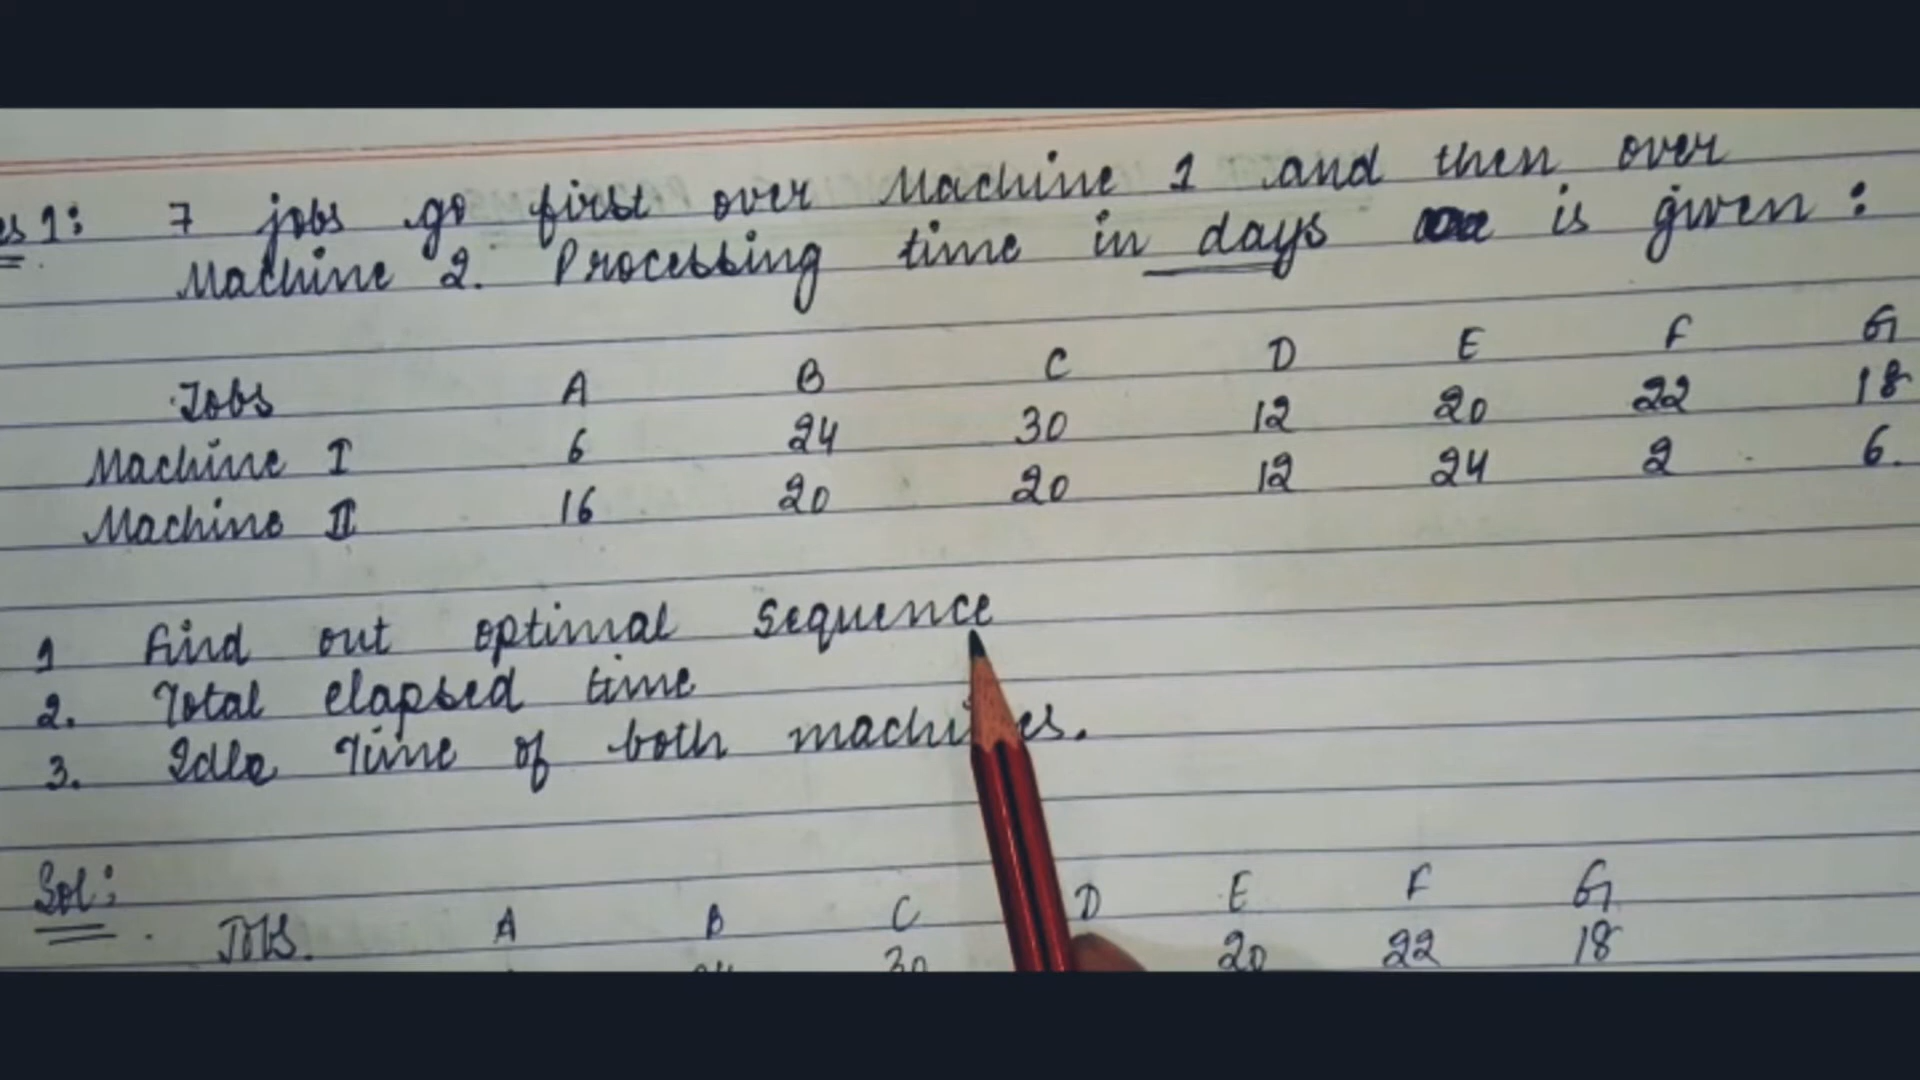 es 1: 7 jobs go first over Machine 1 and then over
Machine 2. Processing time in days is given:
Jobs A B C D E F G
Machine I 6 24 30 12 20 22 18
Machine II 16 20 20 12 24 2 6.
1 Find out optimal Sequence
2. Total elapsed time
3. Idle Time of both machines.
Sol:
Jobs. A B C D E F G
30 20 22 18